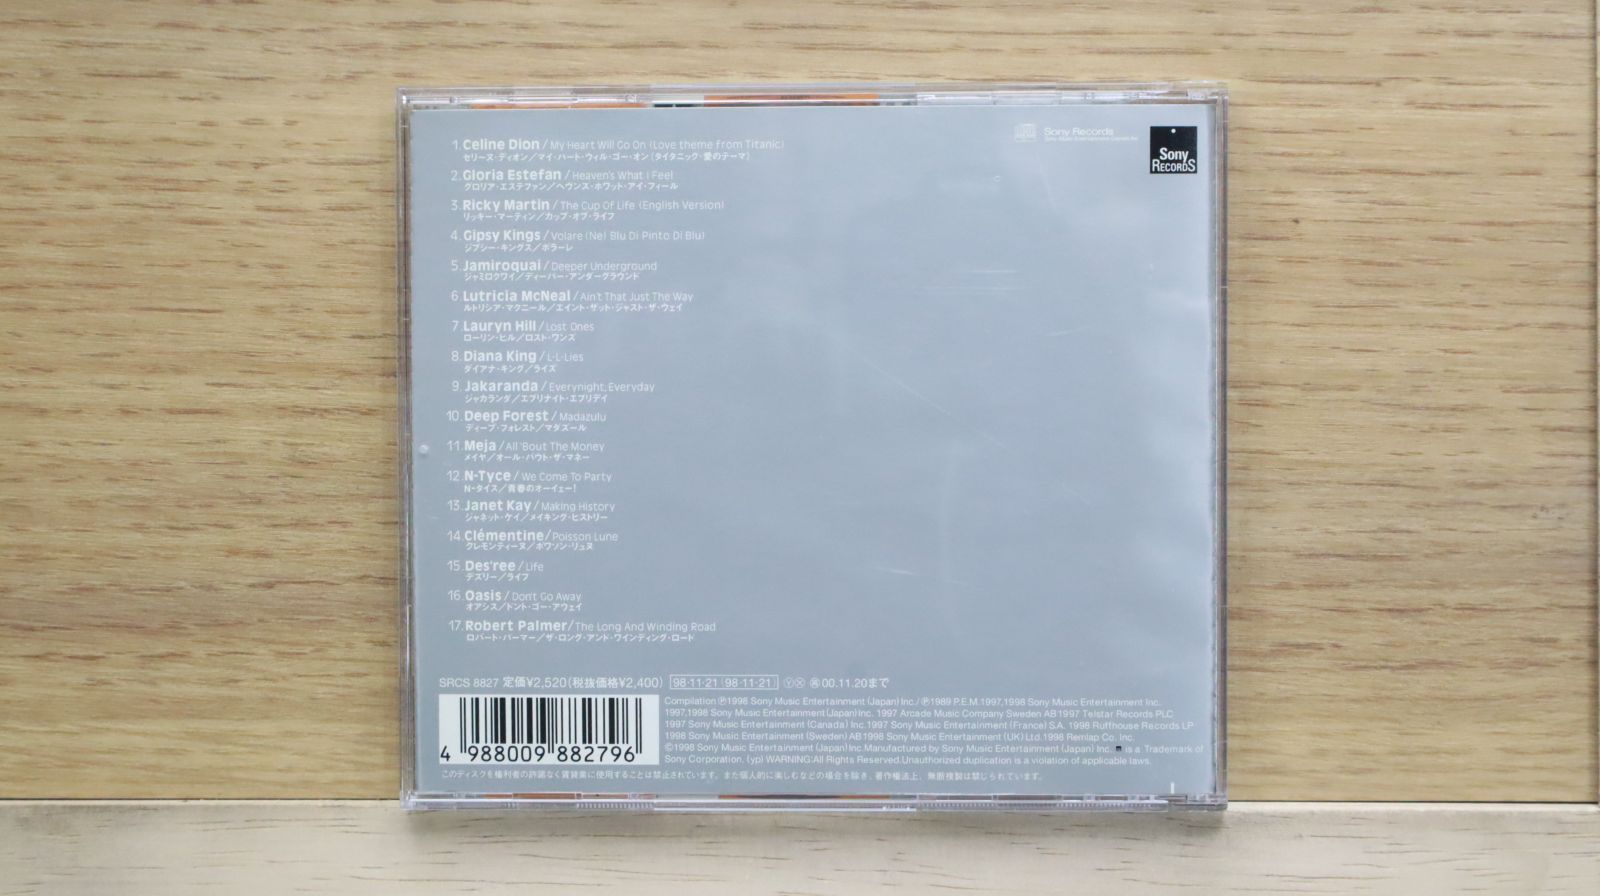 Sony Records
Sony
RECORDS
1. Celine Dion / My Heart Will Go On (Love theme from Titanic)
セリーヌ・ディオン／マイ・ハート・ウィル・ゴー・オン(タイタニック・愛のテーマ)
2. Gloria Estefan / Heaven's What I Feel
グロリア・エステファン／ヘヴンス・ホワット・アイ・フィール
3. Ricky Martin / The Cup Of Life (English Version)
リッキー・マーティン／カップ・オブ・ライフ
4. Gipsy Kings / Volare (Nel Blu Di Pinto Di Blu)
ジプシー・キングス／ボラーレ
5. Jamiroquai / Deeper Underground
ジャミロクワイ／ディーパー・アンダーグラウンド
6. Lutricia McNeal / Ain't That Just The Way
ルトリシア・マクニール／エイント・ザット・ジャスト・ザ・ウェイ
7. Lauryn Hill / Lost Ones
ローリン・ヒル／ロスト・ワンズ
8. Diana King / L-L-Lies
ダイアナ・キング／ライズ
9. Jakaranda / Everynight, Everyday
ジャカランダ／エブリナイト・エブリデイ
10. Deep Forest / Madazulu
ディープ・フォレスト／マダズール
11. Meja / All 'Bout The Money
メイヤ／オール・バウト・ザ・マネー
12. N-Tyce / We Come To Party
N-タイス／青春のオーイェー!
13. Janet Kay / Making History
ジャネット・ケイ／メイキング・ヒストリー
14. Clémentine / Poisson Lune
クレモンティーヌ／ポワソン・リュヌ
15. Des'ree / Life
デズリー／ライフ
16. Oasis / Don't Go Away
オアシス／ドント・ゴー・アウェイ
17. Robert Palmer / The Long And Winding Road
ロバート・パーマー／ザ・ロング・アンド・ワインディング・ロード
SRCS 8827 定価¥2,520(税抜価格¥2,400) 98・11・21 (98・11・21) 00.11.20まで
4 988009 882796
Compilation ℗1998 Sony Music Entertainment (Japan) Inc./℗1989 P.E.M.1997,1998 Sony Music Entertainment Inc.
1997,1998 Sony Music Entertainment(Japan)Inc. 1997 Arcade Music Company Sweden AB 1997 Telstar Records PLC
1997 Sony Music Entertainment (Canada) Inc.1997 Sony Music Entertainment (France) S.A. 1998 Ruffhouse Records LP
1998 Sony Music Entertainment (Sweden) AB 1998 Sony Music Entertainment (UK) Ltd.1998 Remlap Co. Inc.
©1998 Sony Music Entertainment (Japan) Inc. Manufactured by Sony Music Entertainment (Japan) Inc. is a Trademark of
Sony Corporation. (yp) WARNING:All Rights Reserved.Unauthorized duplication is a violation of applicable laws.
このディスクを権利者の許諾なく賃貸業に使用することは禁止されています。また個人的に楽しむなどの場合を除き、著作権法上、無断複製は禁じられています。